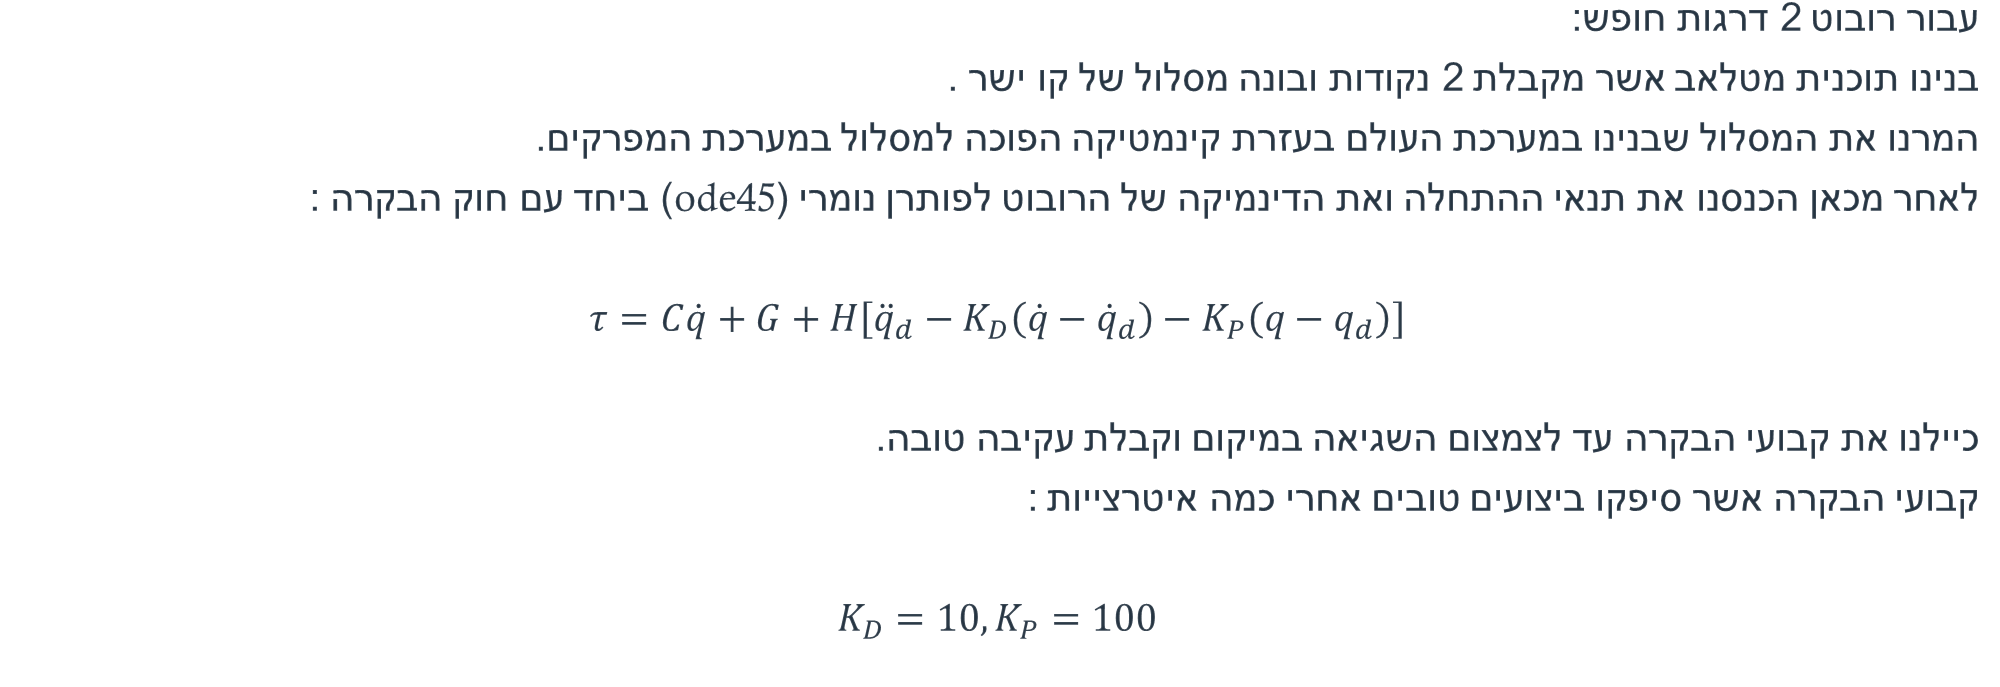 עבור רובוט 2 דרגות חופש:
בנינו תוכנית מטלאב אשר מקבלת 2 נקודות ובונה מסלול של קו ישר .
המרנו את המסלול שבנינו במערכת העולם בעזרת קינמטיקה הפוכה למסלול במערכת המפרקים.
לאחר מכאן הכנסנו את תנאי ההתחלה ואת הדינמיקה של הרובוט לפותרן נומרי (ode45) ביחד עם חוק הבקרה :
τ = Cq̇ + G + H[q̈_d − K_D(q̇ − q̇_d) − K_P(q − q_d)]
כיילנו את קבועי הבקרה עד לצמצום השגיאה במיקום וקבלת עקיבה טובה.
קבועי הבקרה אשר סיפקו ביצועים טובים אחרי כמה איטרצייות :
K_D = 10, K_P = 100